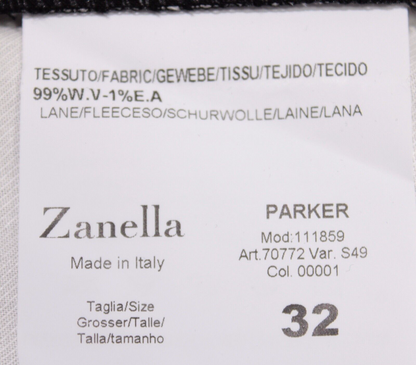 TESSUTO/FABRIC/GEWEBE/TISSU/TEJIDO/TECIDO
99%W.V-1%E.A
LANE/FLEECESO/SCHURWOLLE/LAINE/LANA
Zanella
Made in Italy
Taglia/Size
Grosser/Talle/
Talla/tamanho
PARKER
Mod:111859
Art.70772 Var. S49
Col. 00001
32